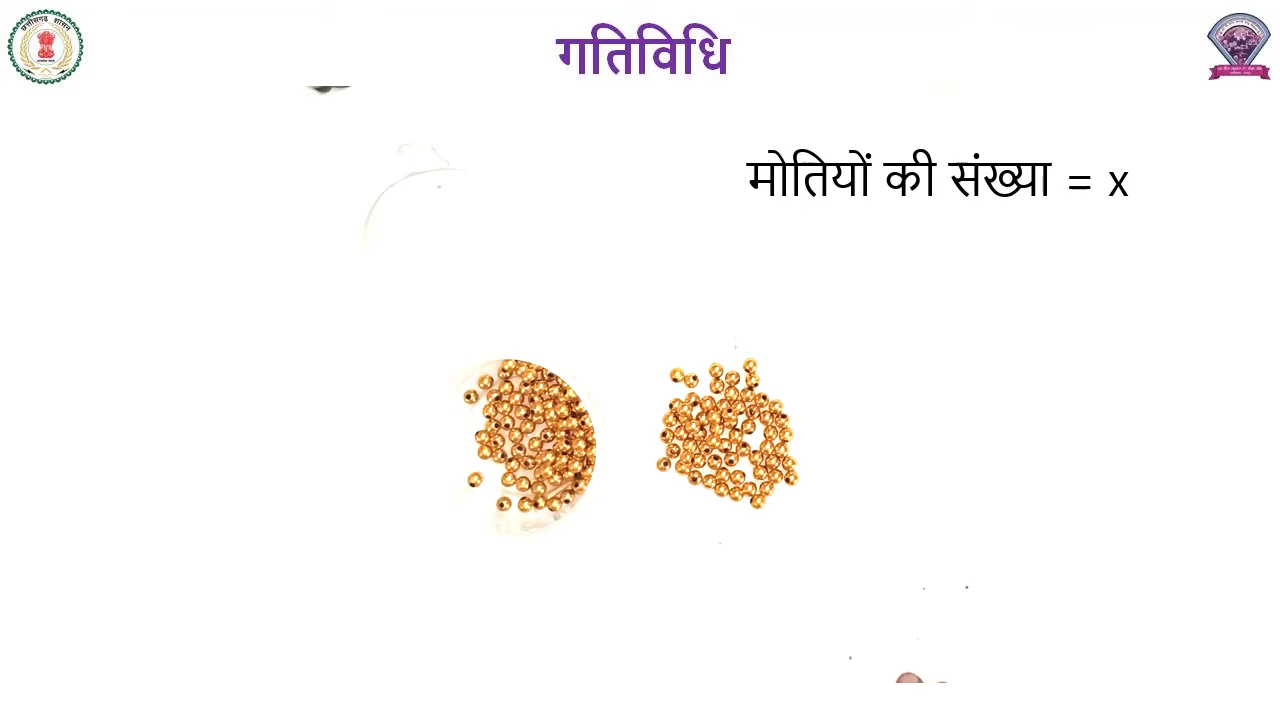 गतिविधि
मोतियों की संख्या = x